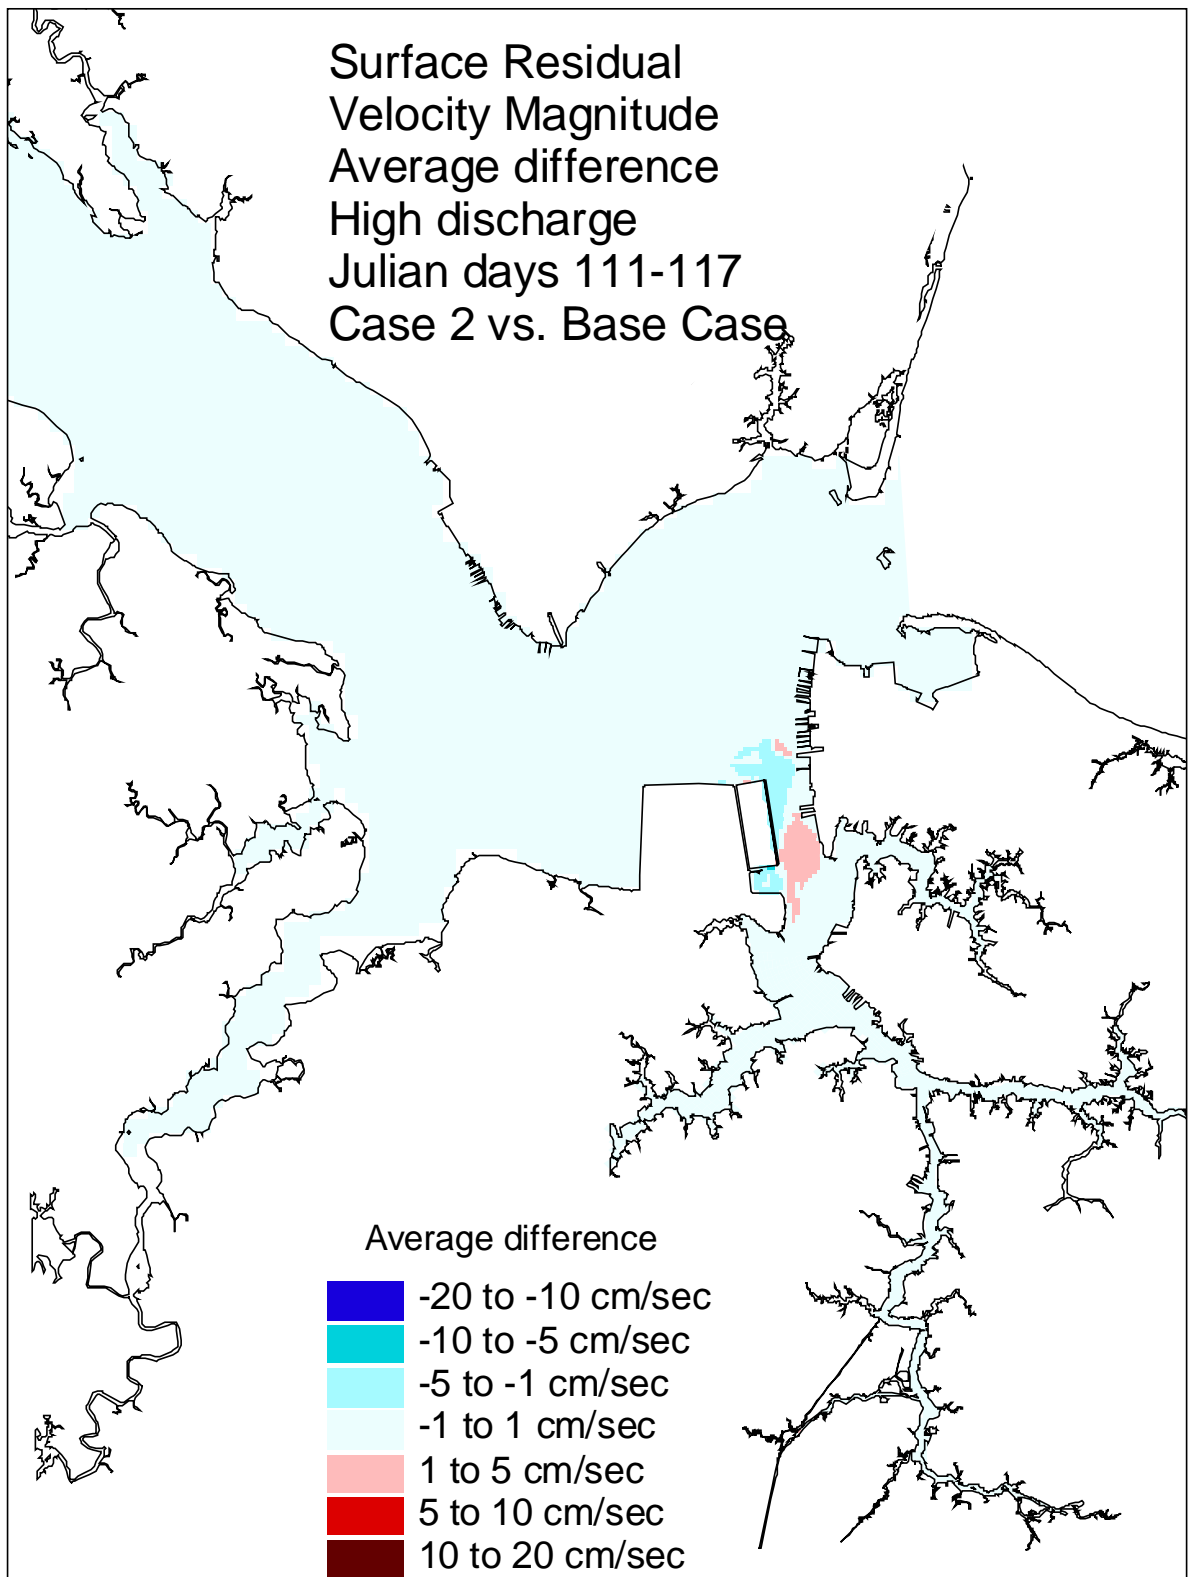 Surface Residual
Velocity Magnitude
Average difference
High discharge
Julian days 111-117
Case 2 vs. Base Case
Average difference
-20 to -10 cm/sec
-10 to -5 cm/sec
-5 to -1 cm/sec
-1 to 1 cm/sec
1 to 5 cm/sec
5 to 10 cm/sec
10 to 20 cm/sec